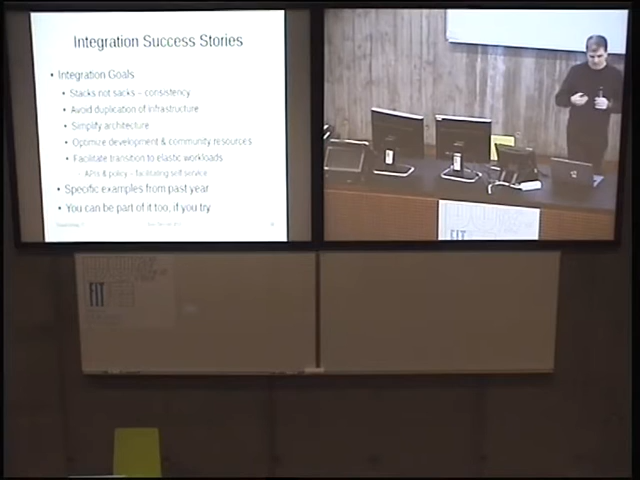 Integration Success Stories
• Integration Goals
• Stacks not sacks – consistency
• Avoid duplication of infrastructure
• Simplify architecture
• Optimize development & community resources
• Facilitate transition to elastic workloads
- APIs & policy – facilitating self service
• Specific examples from past year
• You can be part of it too, if you try
FIT
FIT